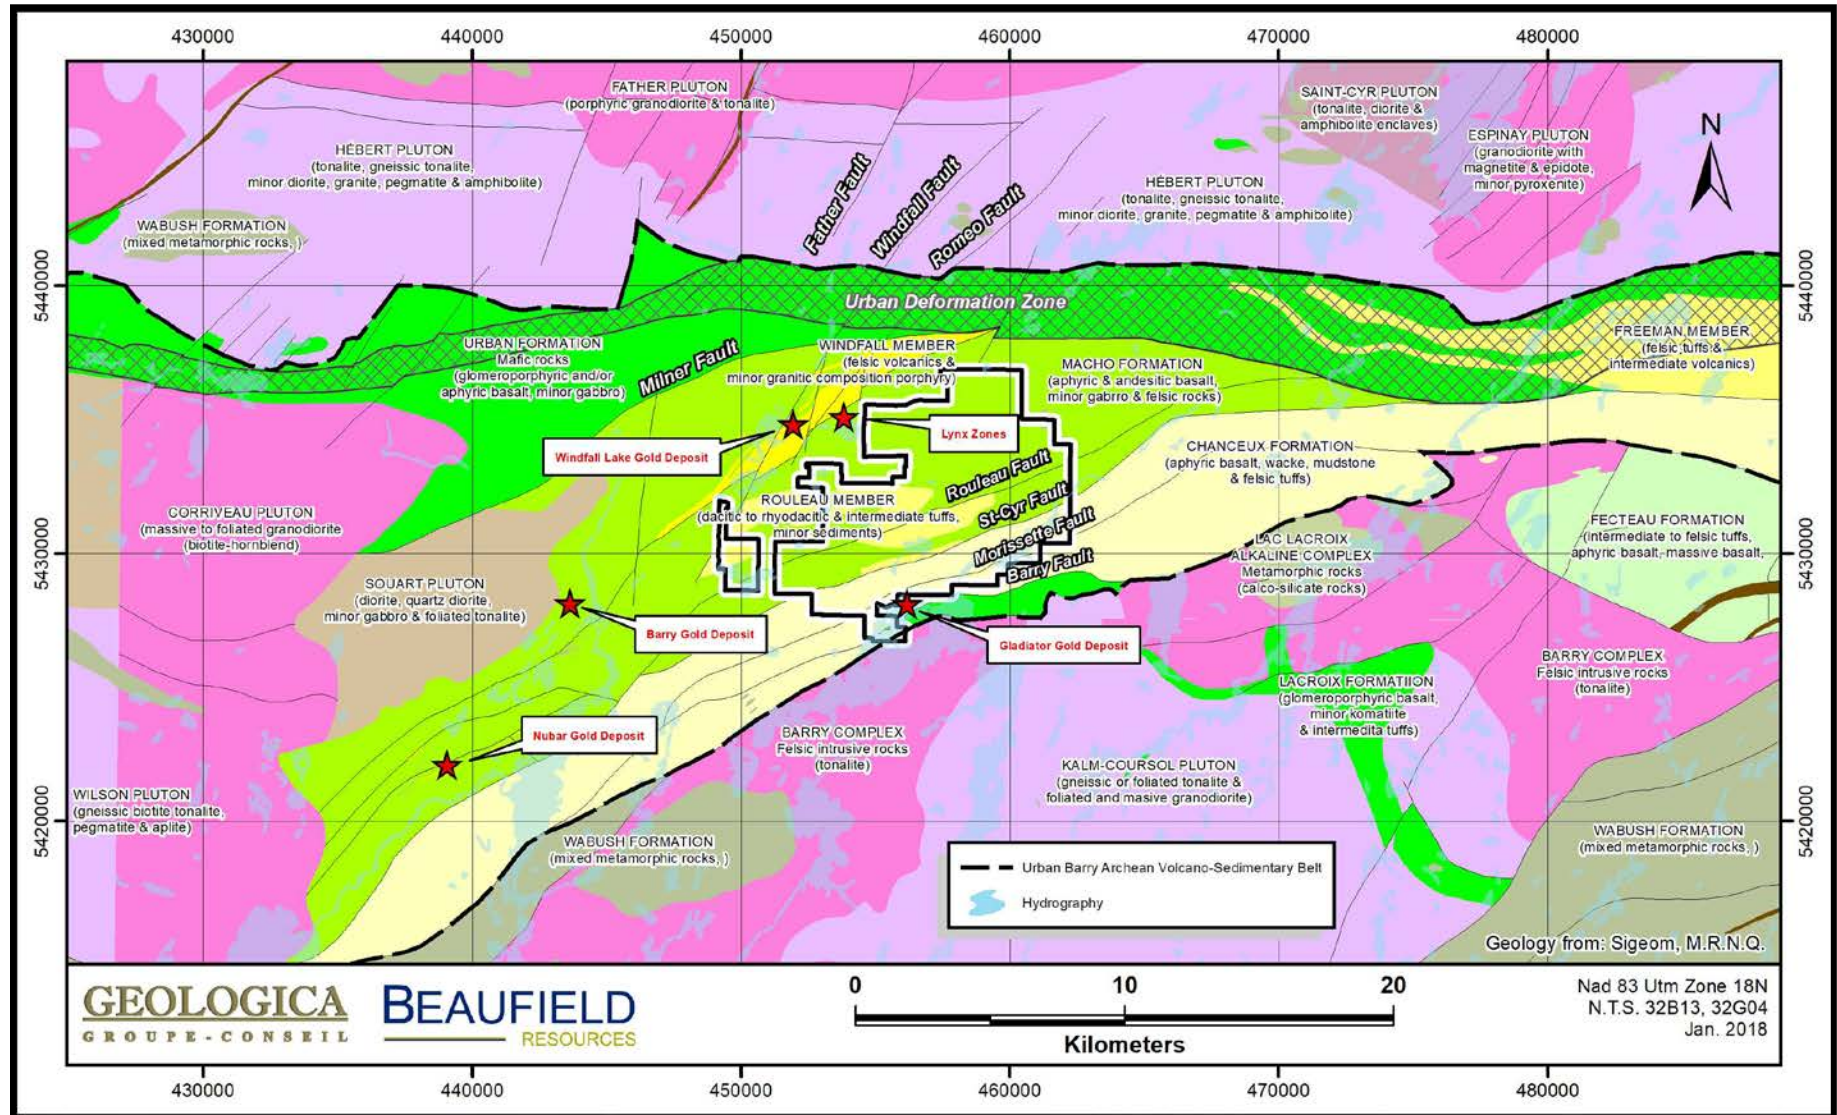 430000 440000 450000 460000 470000 480000
FATHER PLUTON
(porphyric granodiorite & tonalite)
SAINT-CYR PLUTON
(tonalite, diorite &
amphibolite enclaves)
ESPINAY PLUTON
(granodiorite with
magnetite & epidote,
minor pyroxenite)
N
HÉBERT PLUTON
(tonalite, gneissic tonalite,
minor diorite, granite, pegmatite & amphibolite)
Father Fault
Windfall Fault
Romeo Fault
HÉBERT PLUTON
(tonalite, gneissic tonalite,
minor diorite, granite, pegmatite & amphibolite)
WABUSH FORMATION
(mixed metamorphic rocks, )
5440000
5440000
Urban Deformation Zone
URBAN FORMATION
Mafic rocks
(glomeroporphyric and/or
aphyric basalt, minor gabbro)
Milner Fault
WINDFALL MEMBER
(felsic volcanics &
minor granitic composition porphyry)
MACHO FORMATION
(aphyric & andesitic basalt,
minor gabrro & felsic rocks)
FREEMAN MEMBER
(felsic tuffs &
intermediate volcanics)
Windfall Lake Gold Deposit
Lynx Zones
CHANCEUX FORMATION
(aphyric basalt, wacke, mudstone
& felsic tuffs)
Rouleau Fault
St-Cyr Fault
Morissette Fault
Barry Fault
ROULEAU MEMBER
(dacitic to rhyodacitic & intermediate tuffs,
minor sediments)
CORRIVEAU PLUTON
(massive to foliated granodiorite
(biotite-hornblend)
FECTEAU FORMATION
(intermediate to felsic tuffs,
aphyric basalt, massive basalt,
5430000
5430000
LAC LACROIX
ALKALINE COMPLEX
Metamorphic rocks
(calco-silicate rocks)
SOUART PLUTON
(diorite, quartz diorite,
minor gabbro & foliated tonalite)
Barry Gold Deposit
Gladiator Gold Deposit
BARRY COMPLEX
Felsic intrusive rocks
(tonalite)
LACROIX FORMATIION
(glomeroporphyric basalt,
minor komatiite
& intermedita tuffs)
Nubar Gold Deposit
BARRY COMPLEX
Felsic intrusive rocks
(tonalite)
KALM-COURSOL PLUTON
(gneissic or foliated tonalite &
foliated and masive granodiorite)
WILSON PLUTON
(gneissic biotite tonalite,
pegmatite & aplite)
5420000
5420000
WABUSH FORMATION
(mixed metamorphic rocks, )
WABUSH FORMATION
(mixed metamorphic rocks, )
Urban Barry Archean Volcano-Sedimentary Belt
Hydrography
Geology from: Sigeom, M.R.N.Q.
GEOLOGICA
GROUPE-CONSEIL
BEAUFIELD
RESOURCES
0 10 20
Kilometers
Nad 83 Utm Zone 18N
N.T.S. 32B13, 32G04
Jan. 2018
430000 440000 450000 460000 470000 480000